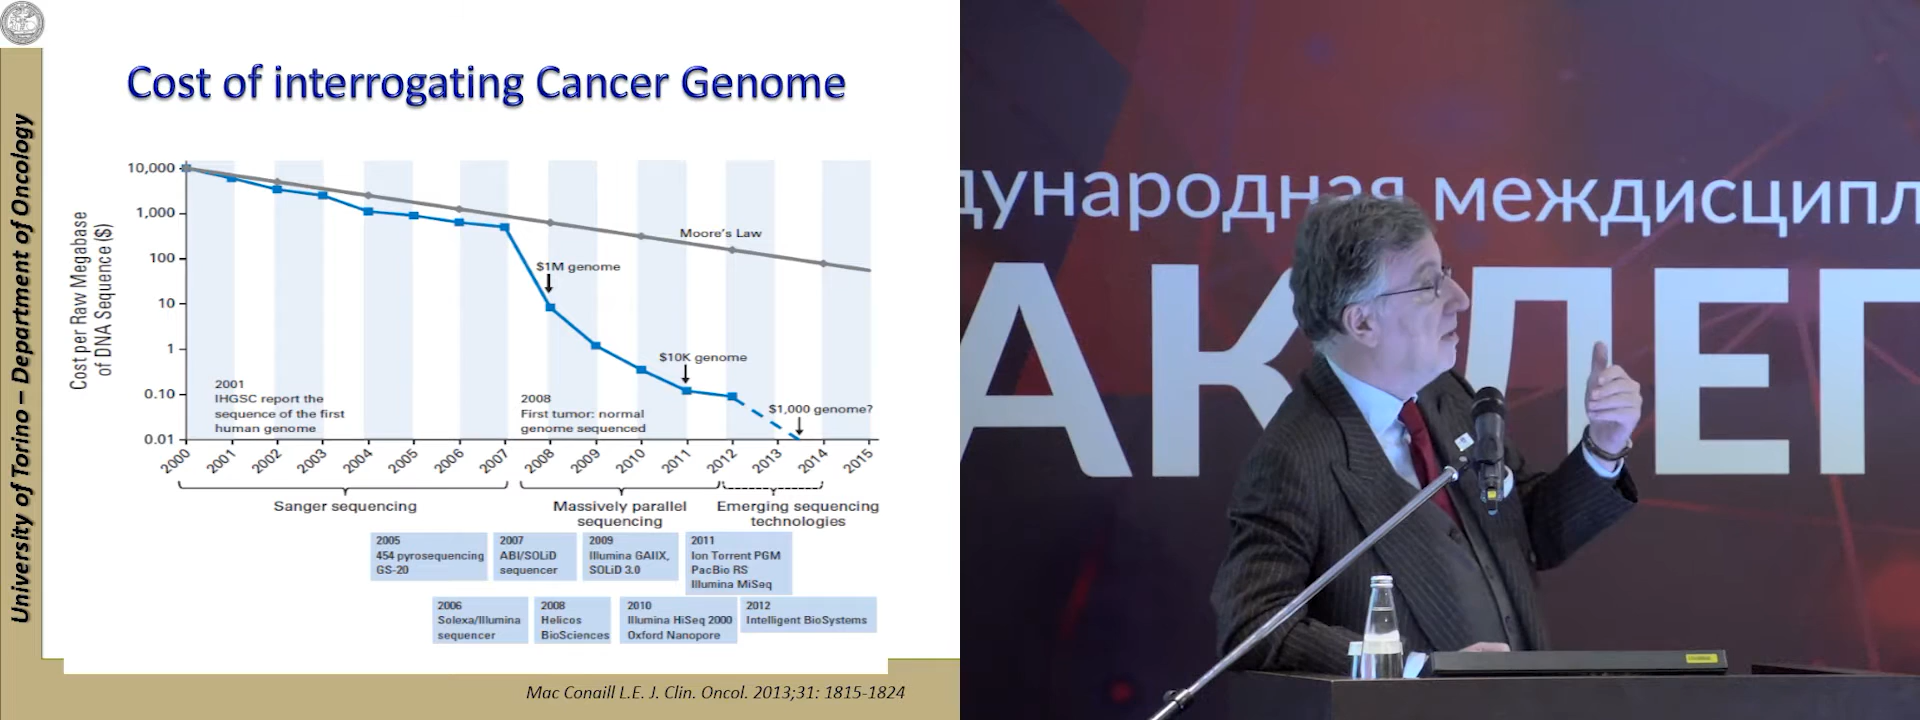 Cost of interrogating Cancer Genome
University of Torino – Department of Oncology
Cost per Raw Megabase
of DNA Sequence ($)
10,000
1,000
100
10
1
0.10
0.01
Moore's Law
$1M genome
$10K genome
$1,000 genome?
2001
IHGSC report the
sequence of the first
human genome
2008
First tumor: normal
genome sequenced
2000 2001 2002 2003 2004 2005 2006 2007 2008 2009 2010 2011 2012 2013 2014 2015
Sanger sequencing
Massively parallel
sequencing
Emerging sequencing
technologies
2005
454 pyrosequencing
GS-20
2007
ABI/SOLiD
sequencer
2009
Illumina GAIIX,
SOLiD 3.0
2011
Ion Torrent PGM
PacBio RS
Illumina MiSeq
2006
Solexa/Illumina
sequencer
2008
Helicos
BioSciences
2010
Illumina HiSeq 2000
Oxford Nanopore
2012
Intelligent BioSystems
Mac Conaill L.E. J. Clin. Oncol. 2013;31: 1815-1824
дународная междисципл
АК ЛЕГ